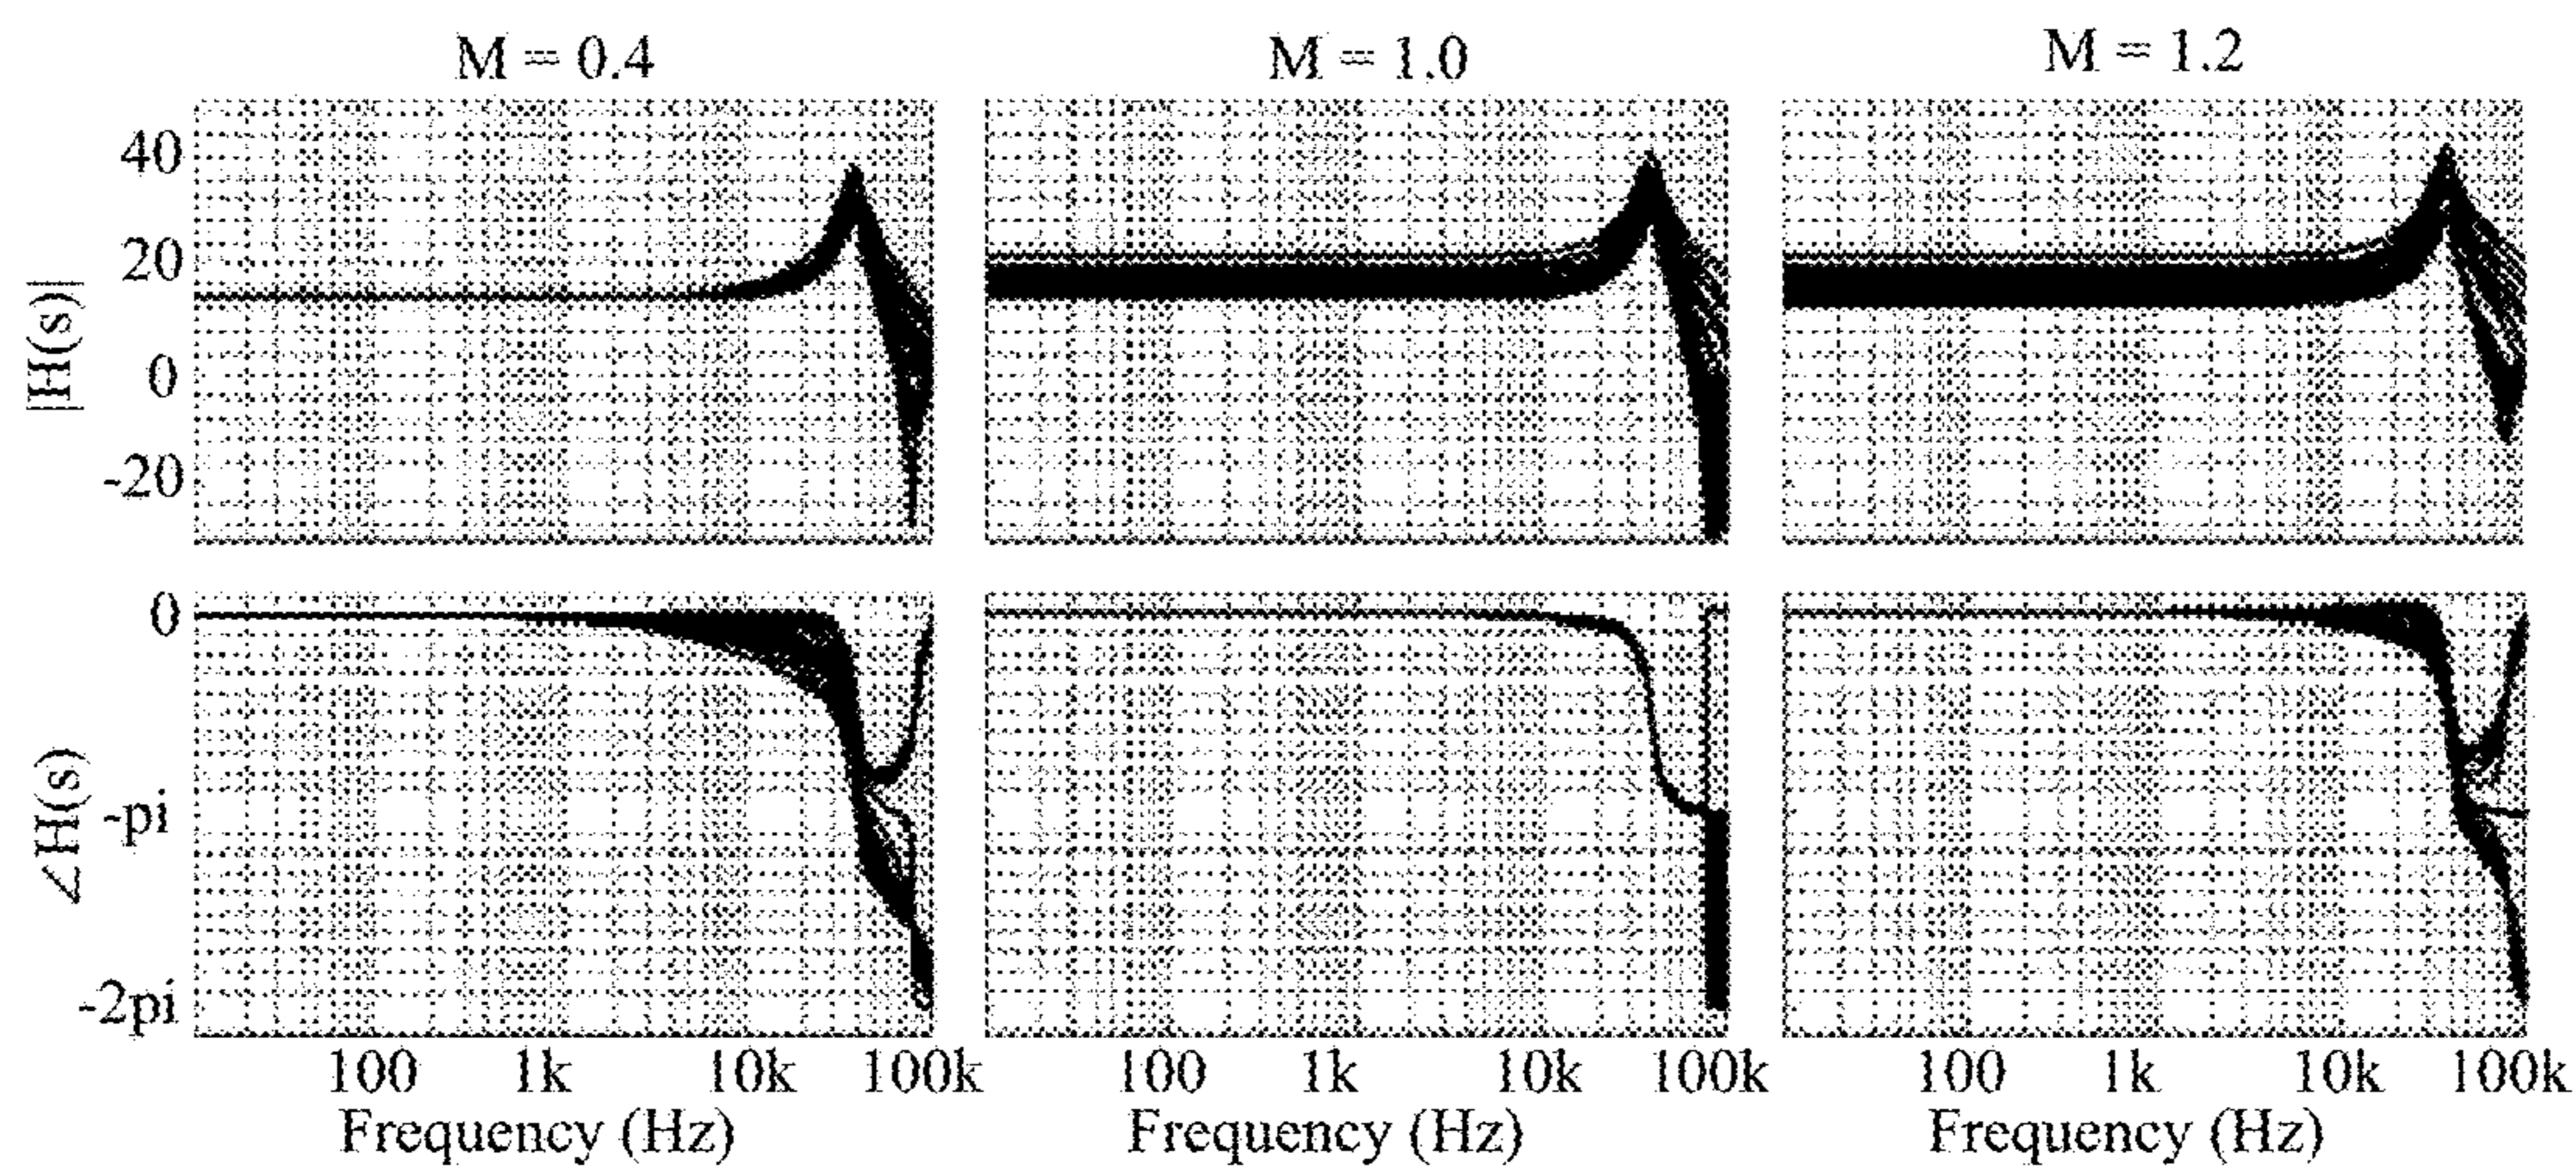 M = 0.4 M = 1.0 M = 1.2
|H(s)|
40
20
0
-20
∠H(s)
0
-pi
-2pi
100 1k 10k 100k 100 1k 10k 100k 100 1k 10k 100k
Frequency (Hz) Frequency (Hz) Frequency (Hz)